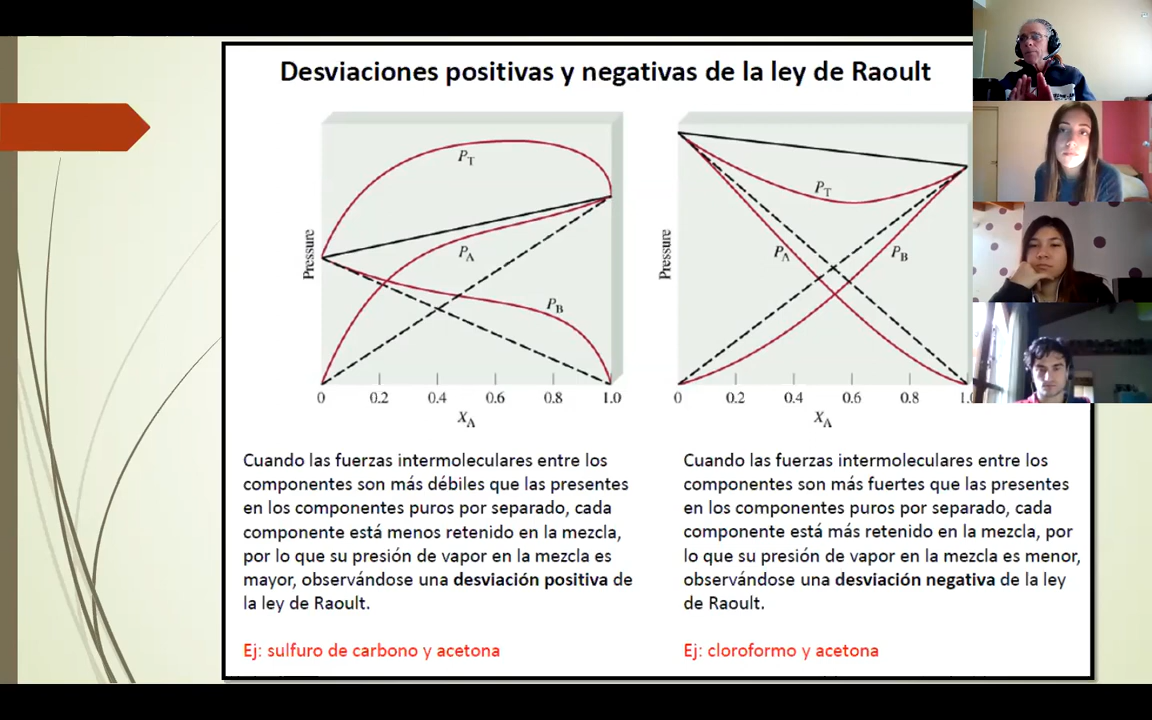 Desviaciones positivas y negativas de la ley de Raoult
Pressure
P_T
P_A
P_B
0 0.2 0.4 0.6 0.8 1.0
X_A
Pressure
P_T
P_A
P_B
0 0.2 0.4 0.6 0.8
X_A
Cuando las fuerzas intermoleculares entre los
componentes son más débiles que las presentes
en los componentes puros por separado, cada
componente está menos retenido en la mezcla,
por lo que su presión de vapor en la mezcla es
mayor, observándose una desviación positiva de
la ley de Raoult.
Ej: sulfuro de carbono y acetona
Cuando las fuerzas intermoleculares entre los
componentes son más fuertes que las presentes
en los componentes puros por separado, cada
componente está más retenido en la mezcla, por
lo que su presión de vapor en la mezcla es menor,
observándose una desviación negativa de la ley
de Raoult.
Ej: cloroformo y acetona